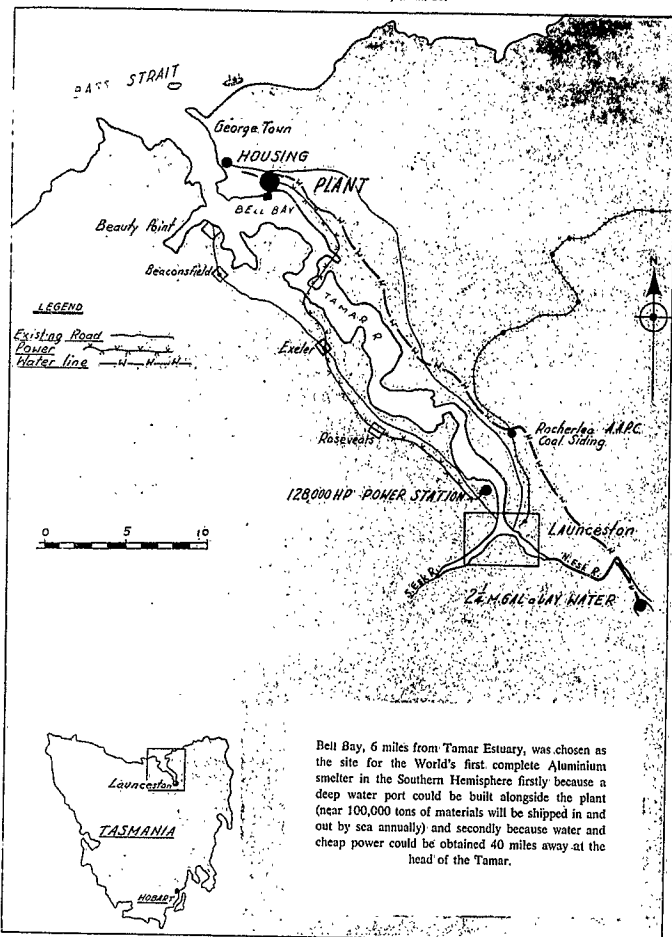 BASS STRAIT
George Town
HOUSING
PLANT
BELL BAY
Beauty Point
Beaconsfield
TAMAR R
LEGEND
Existing Road
Power
Water line — W — W — W
Exeter
Rosevears
Rocherlea A.A.P.C.
Coal Siding.
128,000 HP POWER STATION
0 5 10
Launceston
S. Esk R.
N. Esk R.
2¼ M. GAL a DAY WATER
Launceston
TASMANIA
HOBART
Bell Bay, 6 miles from Tamar Estuary, was chosen as
the site for the World's first complete Aluminium
smelter in the Southern Hemisphere firstly because a
deep water port could be built alongside the plant
(near 100,000 tons of materials will be shipped in and
out by sea annually) and secondly because water and
cheap power could be obtained 40 miles away at the
head of the Tamar.